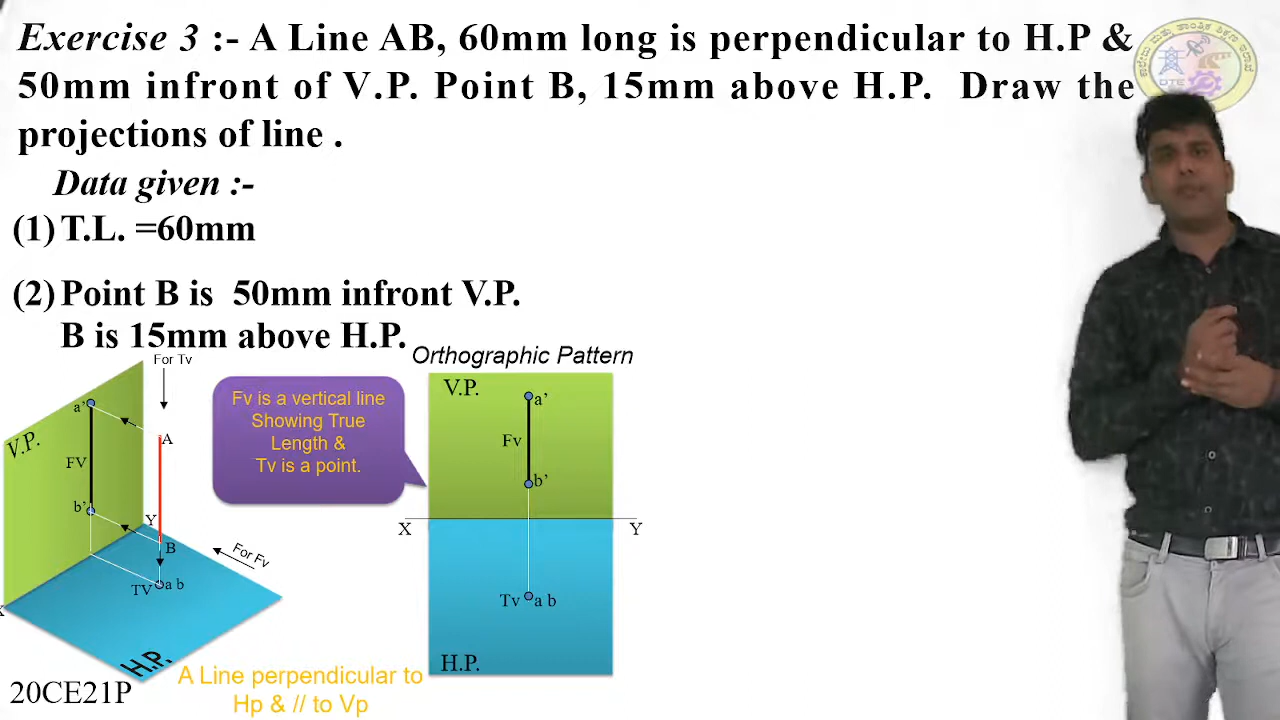 Exercise 3 :- A Line AB, 60mm long is perpendicular to H.P &
50mm infront of V.P. Point B, 15mm above H.P. Draw the
projections of line .
DTE
Data given :-
(1) T.L. =60mm
(2) Point B is 50mm infront V.P.
B is 15mm above H.P.
For Tv
a'
A
V.P.
FV
b'
Y
B
For Fv
TV
a b
X
H.P.
Fv is a vertical line
Showing True
Length &
Tv is a point.
Orthographic Pattern
V.P.
a'
Fv
b'
X
Y
Tv
a b
H.P.
A Line perpendicular to
Hp & // to Vp
20CE21P